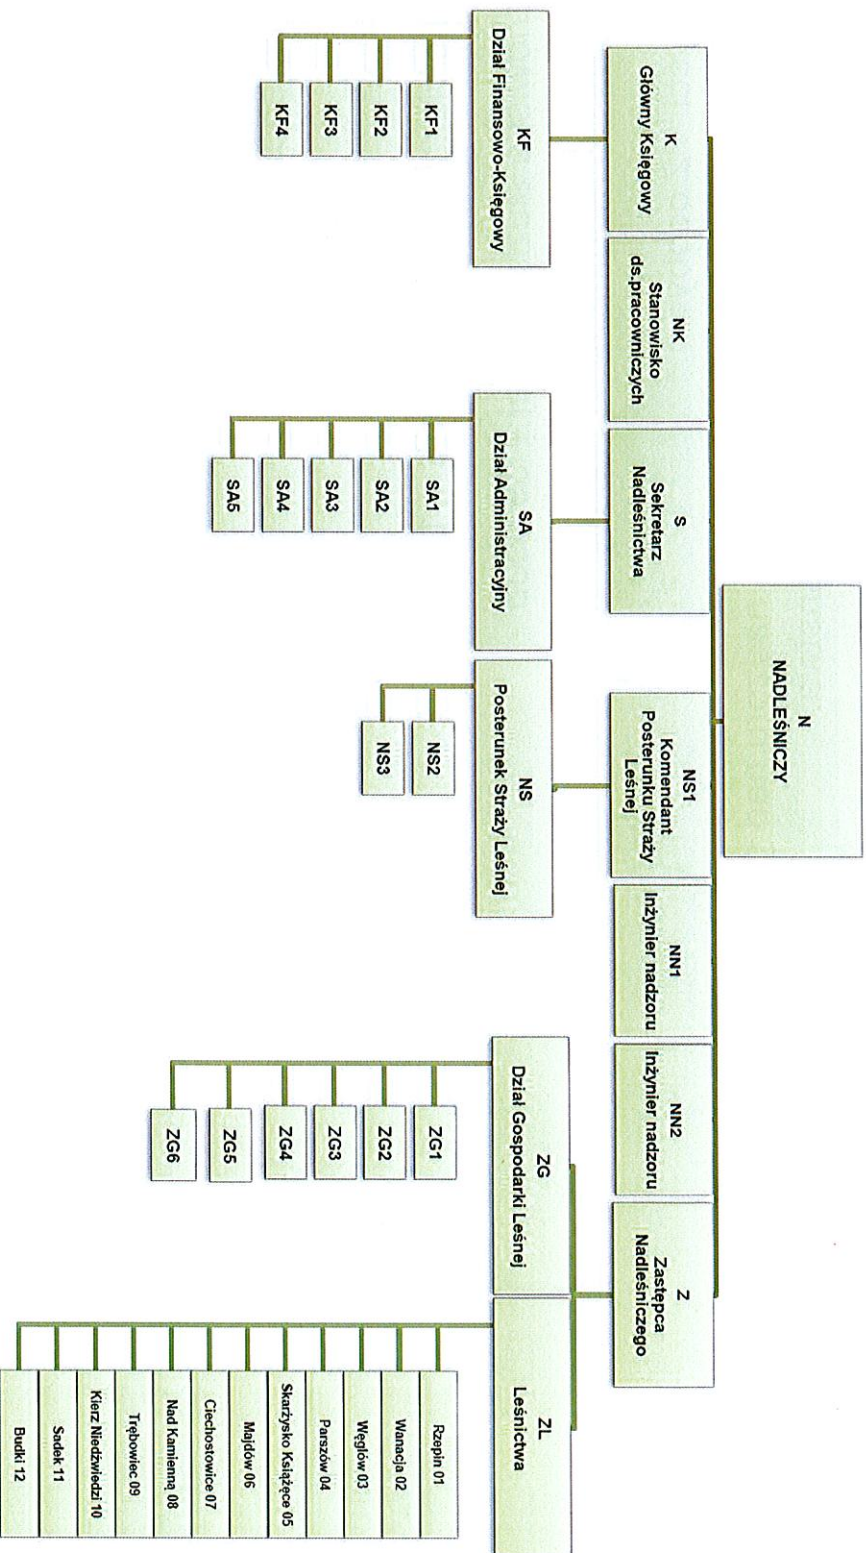 N
NADLEŚNICZY
K
Główny Księgowy
NK
Stanowisko
ds.pracowniczych
S
Sekretarz
Nadleśnictwa
NS1
Komendant
Posterunku Straży
Leśnej
NN1
Inżynier nadzoru
NN2
Inżynier nadzoru
Z
Zastępca
Nadleśniczego
KF
Dział Finansowo-Księgowy
KF1
KF2
KF3
KF4
SA
Dział Administracyjny
SA1
SA2
SA3
SA4
SA5
NS
Posterunek Straży Leśnej
NS2
NS3
ZG
Dział Gospodarki Leśnej
ZG1
ZG2
ZG3
ZG4
ZG5
ZG6
ZL
Leśnictwa
Rzepin 01
Wanacja 02
Węglów 03
Parszów 04
Skarżysko Książęce 05
Majdów 06
Ciechostowice 07
Nad Kamienną 08
Trębowiec 09
Kierz Niedźwiedzi 10
Sadek 11
Budki 12